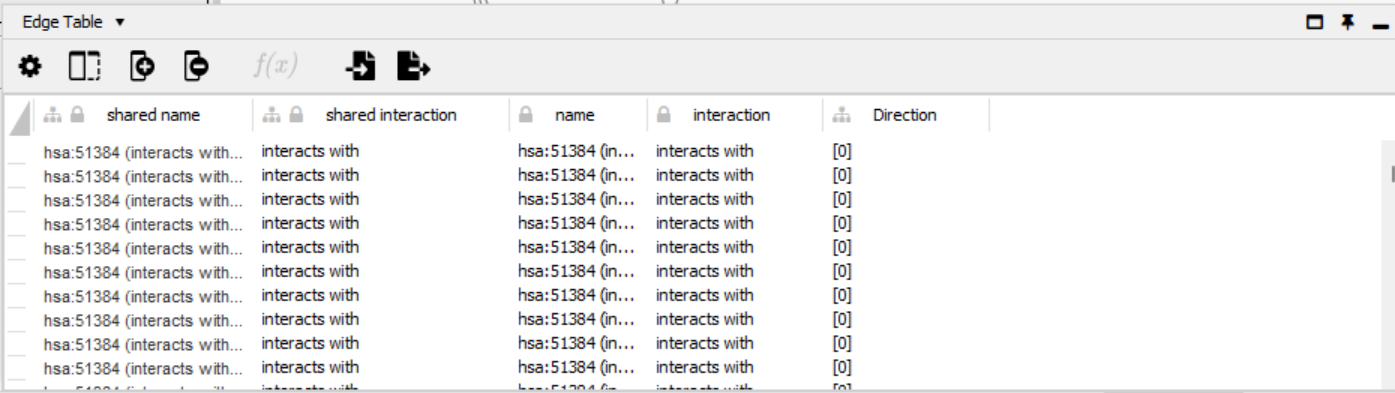 Edge Table
f(x)
shared name shared interaction name interaction Direction
hsa:51384 (interacts with... interacts with hsa:51384 (in... interacts with [0]
hsa:51384 (interacts with... interacts with hsa:51384 (in... interacts with [0]
hsa:51384 (interacts with... interacts with hsa:51384 (in... interacts with [0]
hsa:51384 (interacts with... interacts with hsa:51384 (in... interacts with [0]
hsa:51384 (interacts with... interacts with hsa:51384 (in... interacts with [0]
hsa:51384 (interacts with... interacts with hsa:51384 (in... interacts with [0]
hsa:51384 (interacts with... interacts with hsa:51384 (in... interacts with [0]
hsa:51384 (interacts with... interacts with hsa:51384 (in... interacts with [0]
hsa:51384 (interacts with... interacts with hsa:51384 (in... interacts with [0]
hsa:51384 (interacts with... interacts with hsa:51384 (in... interacts with [0]